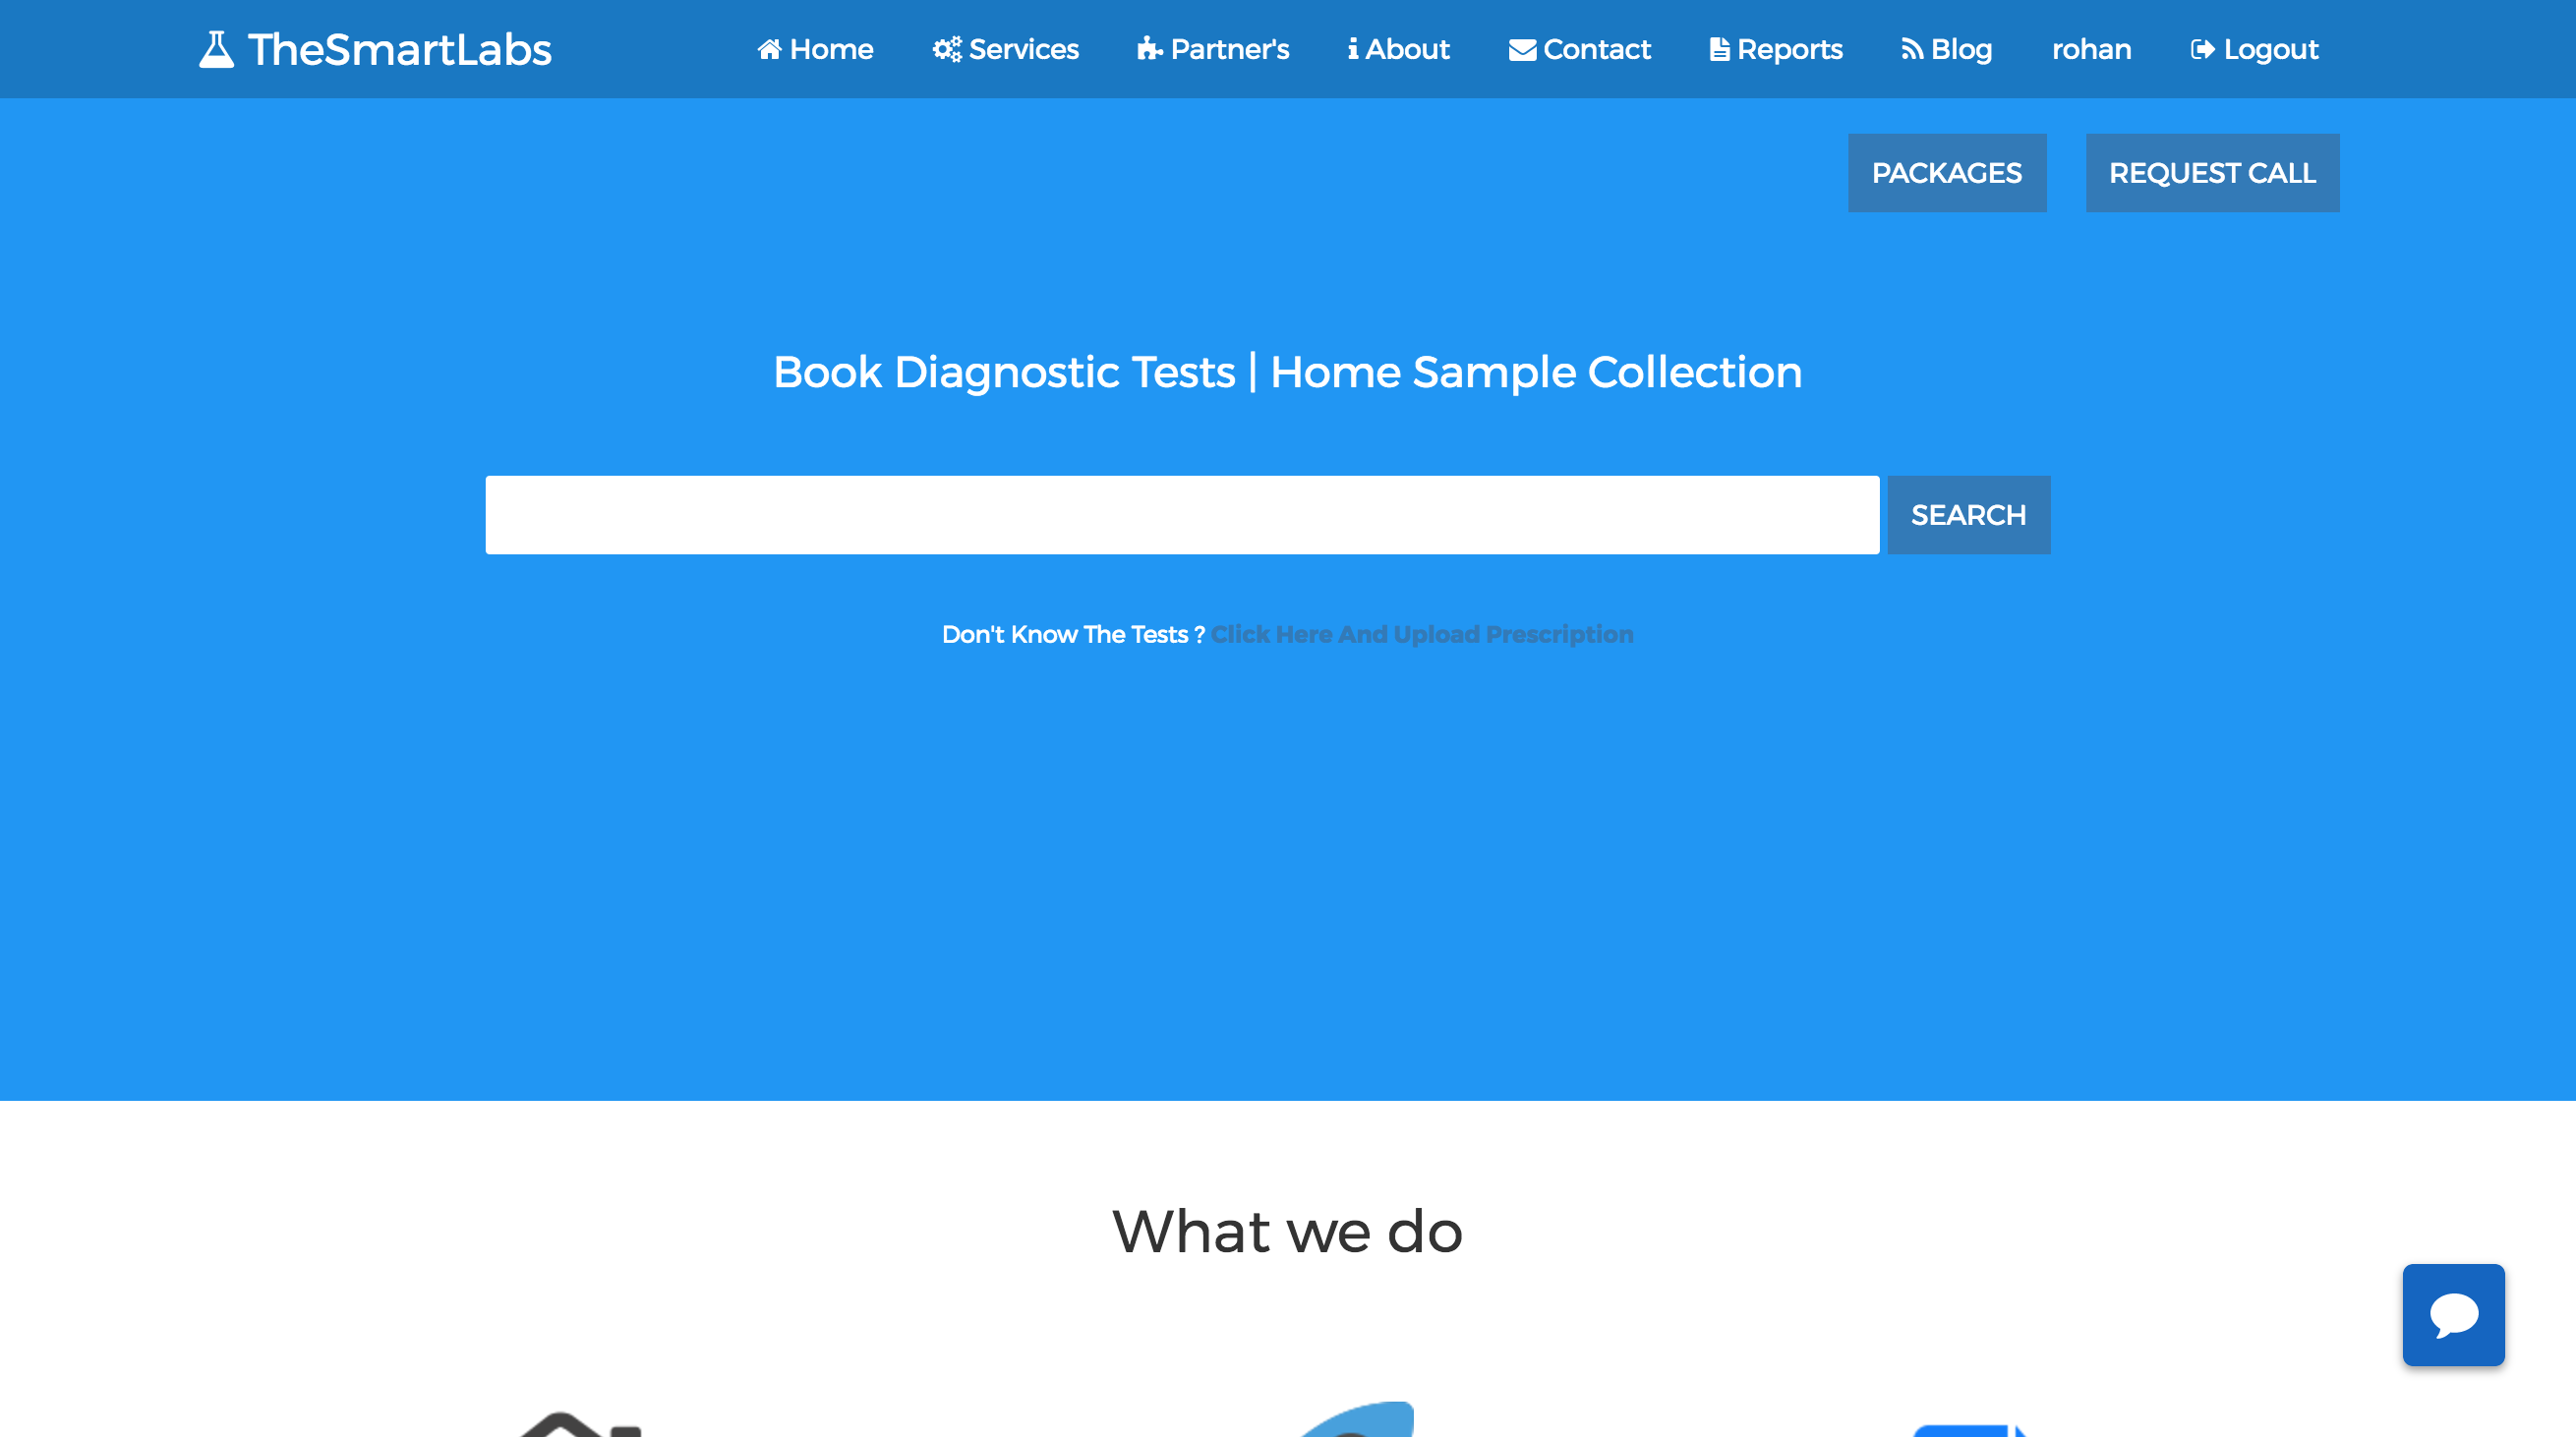 TheSmartLabs Home Services Partner's About Contact Reports Blog rohan Logout
PACKAGES REQUEST CALL
Book Diagnostic Tests | Home Sample Collection
SEARCH
Don't Know The Tests ? Click Here And Upload Prescription
What we do